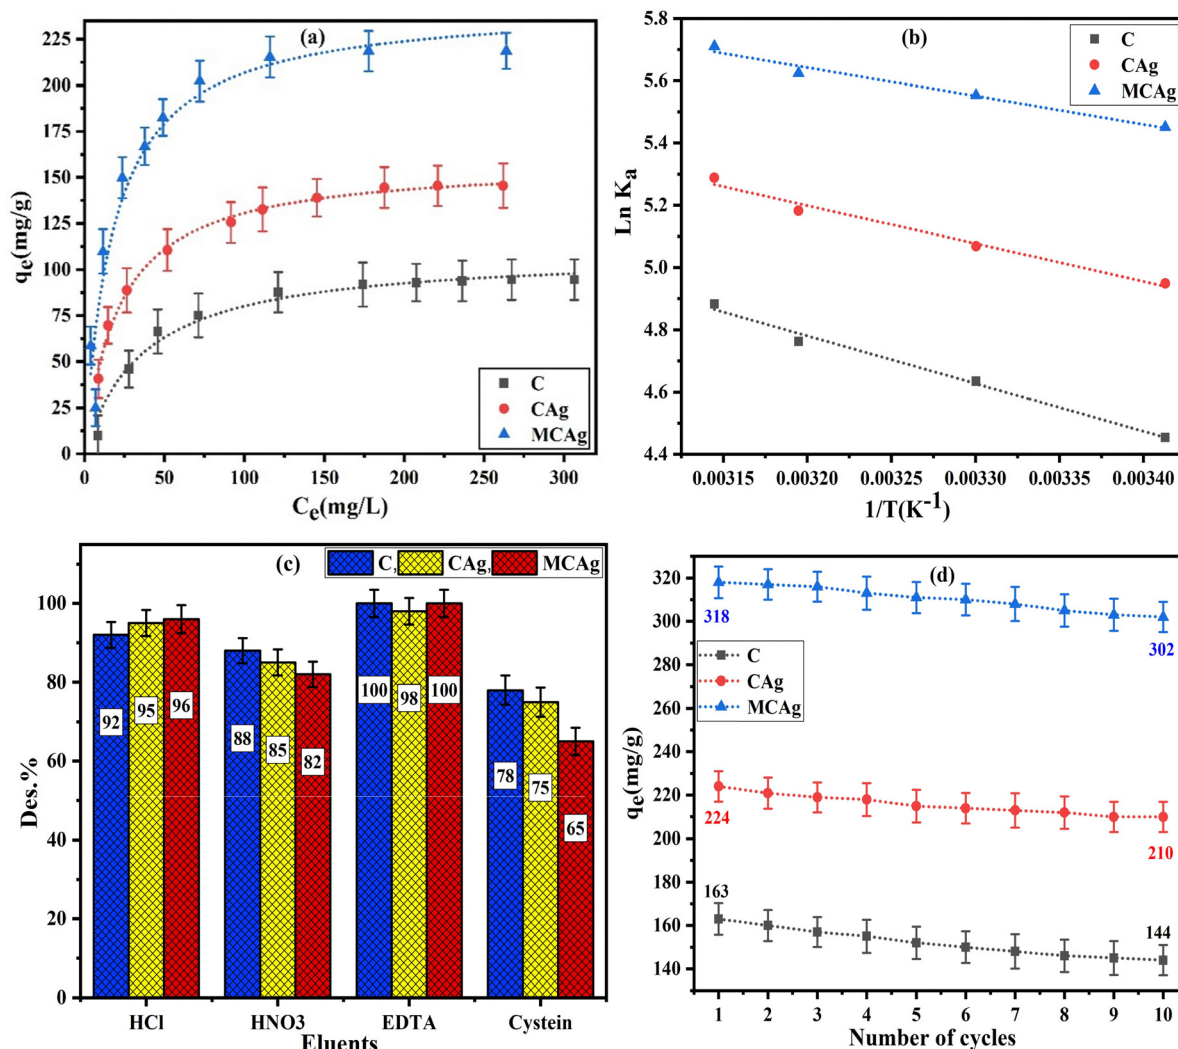 (a)
225
200
175
150
125
100
75
50
25
0
qe(mg/g)
C
CAg
MCAg
0 50 100 150 200 250 300
Ce(mg/L)
(b)
5.8
5.6
5.4
5.2
5.0
4.8
4.6
4.4
Ln Ka
C
CAg
MCAg
0.00315 0.00320 0.00325 0.00330 0.00335 0.00340
1/T(K-1)
(c)
C, CAg, MCAg
100
80
60
40
20
0
Des.%
92 95 96
88 85 82
100 98 100
78 75 65
HCl HNO3 EDTA Cystein
Eluents
(d)
320
300
280
260
240
220
200
180
160
140
qe(mg/g)
318
302
C
CAg
MCAg
224
210
163
144
1 2 3 4 5 6 7 8 9 10
Number of cycles